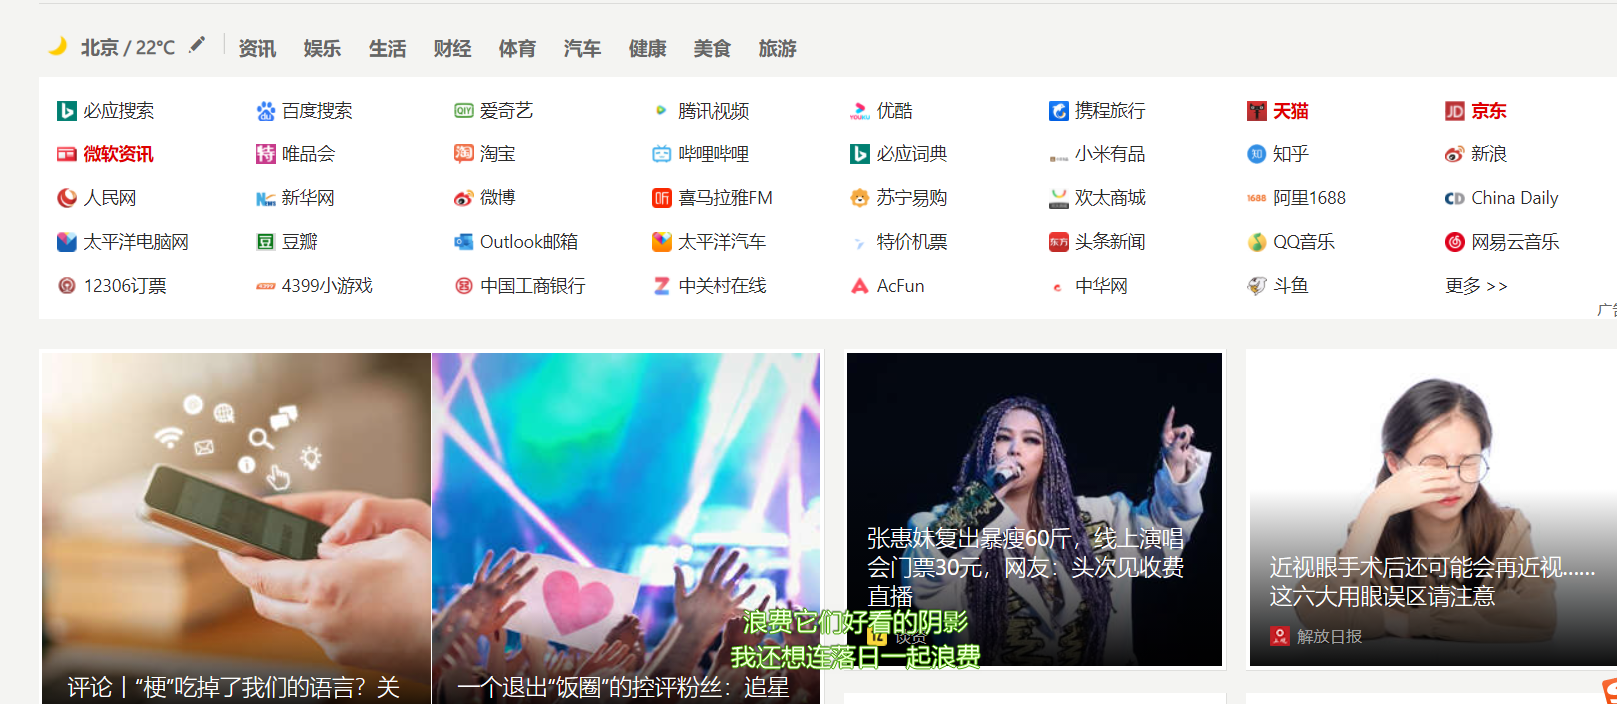 北京 / 22°C 资讯 娱乐 生活 财经 体育 汽车 健康 美食 旅游
必应搜索 百度搜索 爱奇艺 腾讯视频 优酷 携程旅行 天猫 京东
微软资讯 唯品会 淘宝 哔哩哔哩 必应词典 小米有品 知乎 新浪
人民网 新华网 微博 喜马拉雅FM 苏宁易购 欢太商城 阿里1688 China Daily
太平洋电脑网 豆瓣 Outlook邮箱 太平洋汽车 特价机票 头条新闻 QQ音乐 网易云音乐
12306订票 4399小游戏 中国工商银行 中关村在线 AcFun 中华网 斗鱼 更多 >>
广告
评论丨“梗”吃掉了我们的语言？关
一个退出“饭圈”的控评粉丝：追星
张惠妹复出暴瘦60斤，线上演唱
会门票30元，网友：头次见收费
直播
谈资
近视眼手术后还可能会再近视……
这六大用眼误区请注意
解放日报
浪费它们好看的阴影
我还想连落日一起浪费